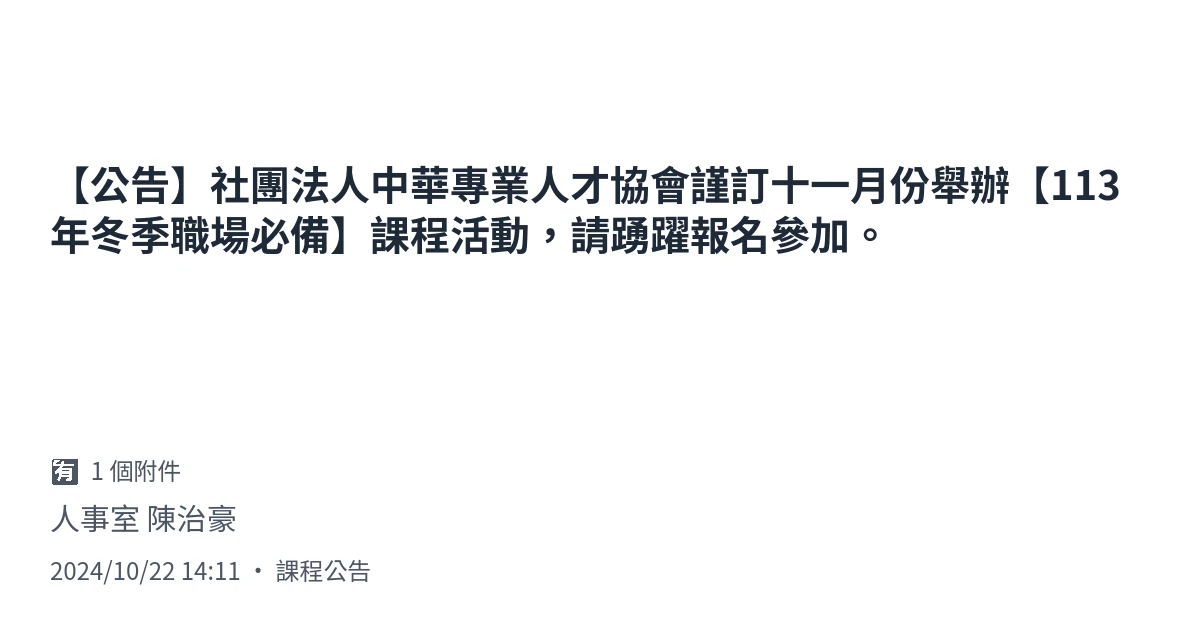 【公告】社團法人中華專業人才協會謹訂十一月份舉辦【113
年冬季職場必備】課程活動，請踴躍報名參加。
🈶 1 個附件
人事室 陳治豪
2024/10/22 14:11 • 課程公告